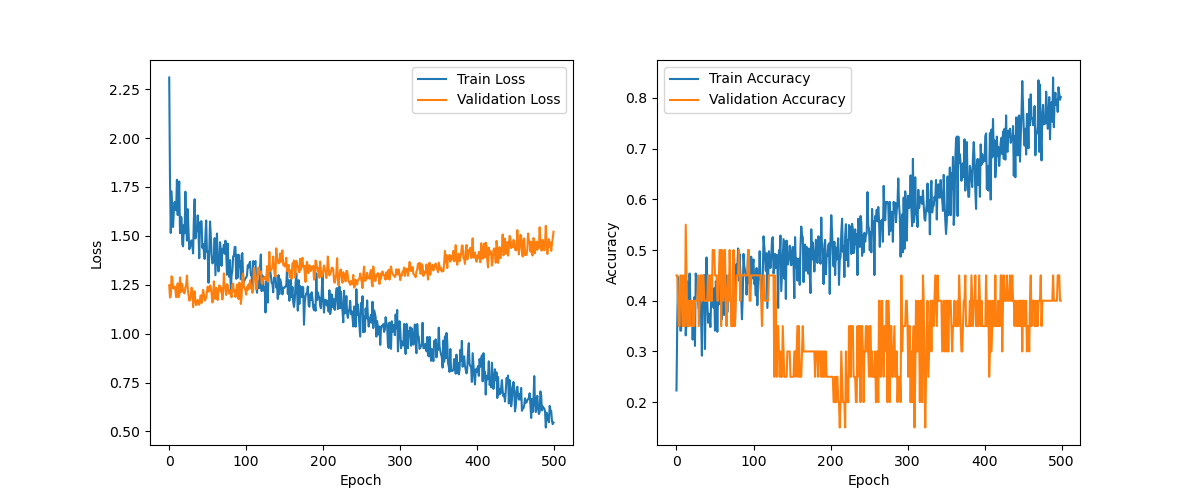 Train Loss
Validation Loss
2.25
2.00
1.75
1.50
1.25
1.00
0.75
0.50
Loss
0 100 200 300 400 500
Epoch
Train Accuracy
Validation Accuracy
0.8
0.7
0.6
0.5
0.4
0.3
0.2
Accuracy
0 100 200 300 400 500
Epoch